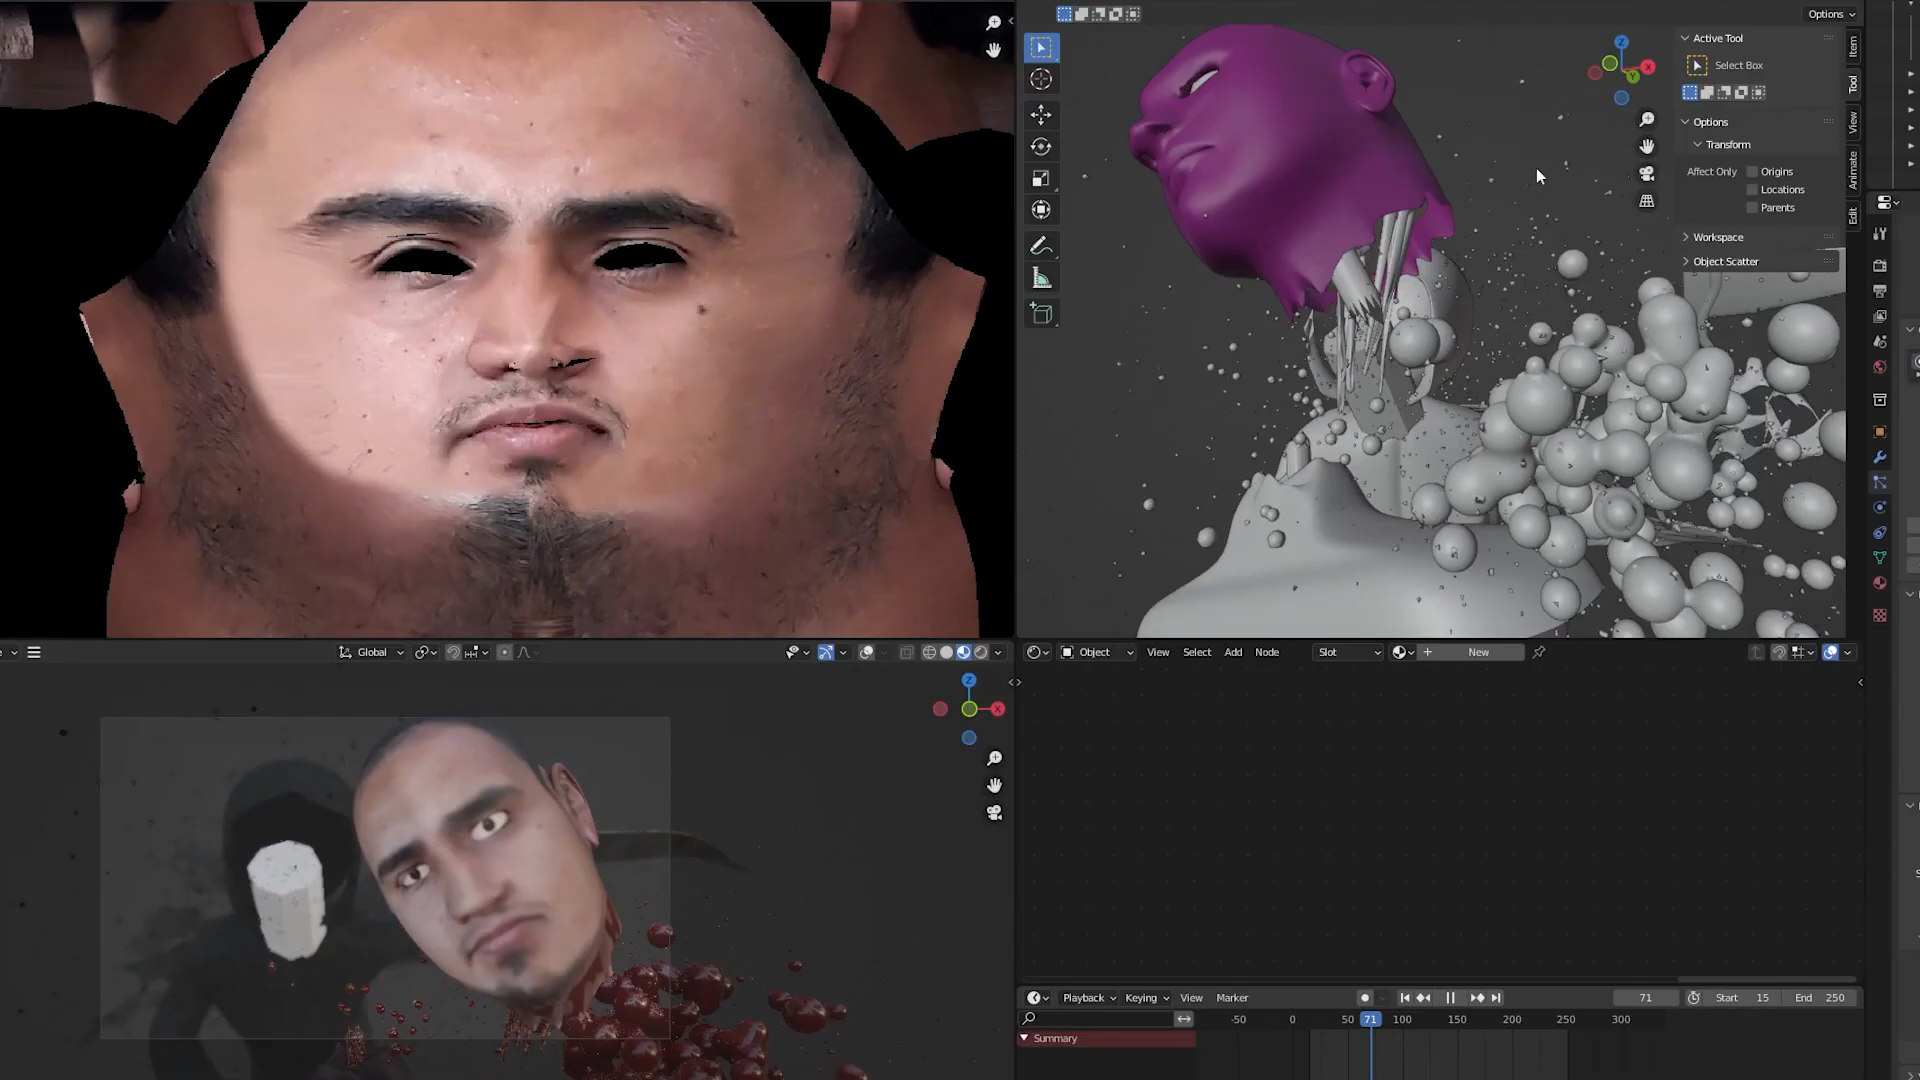 Options
Active Tool
Select Box
Options
Transform
Affect Only Origins
Locations
Parents
Workspace
Object Scatter
Item
Tool
View
Animate
Edit
Z
X
Y
Global
Object View Select Add Node Slot New
Z
X
Playback Keying View Marker 71 Start 15 End 250
-50 0 50 71 100 150 200 250 300
Summary